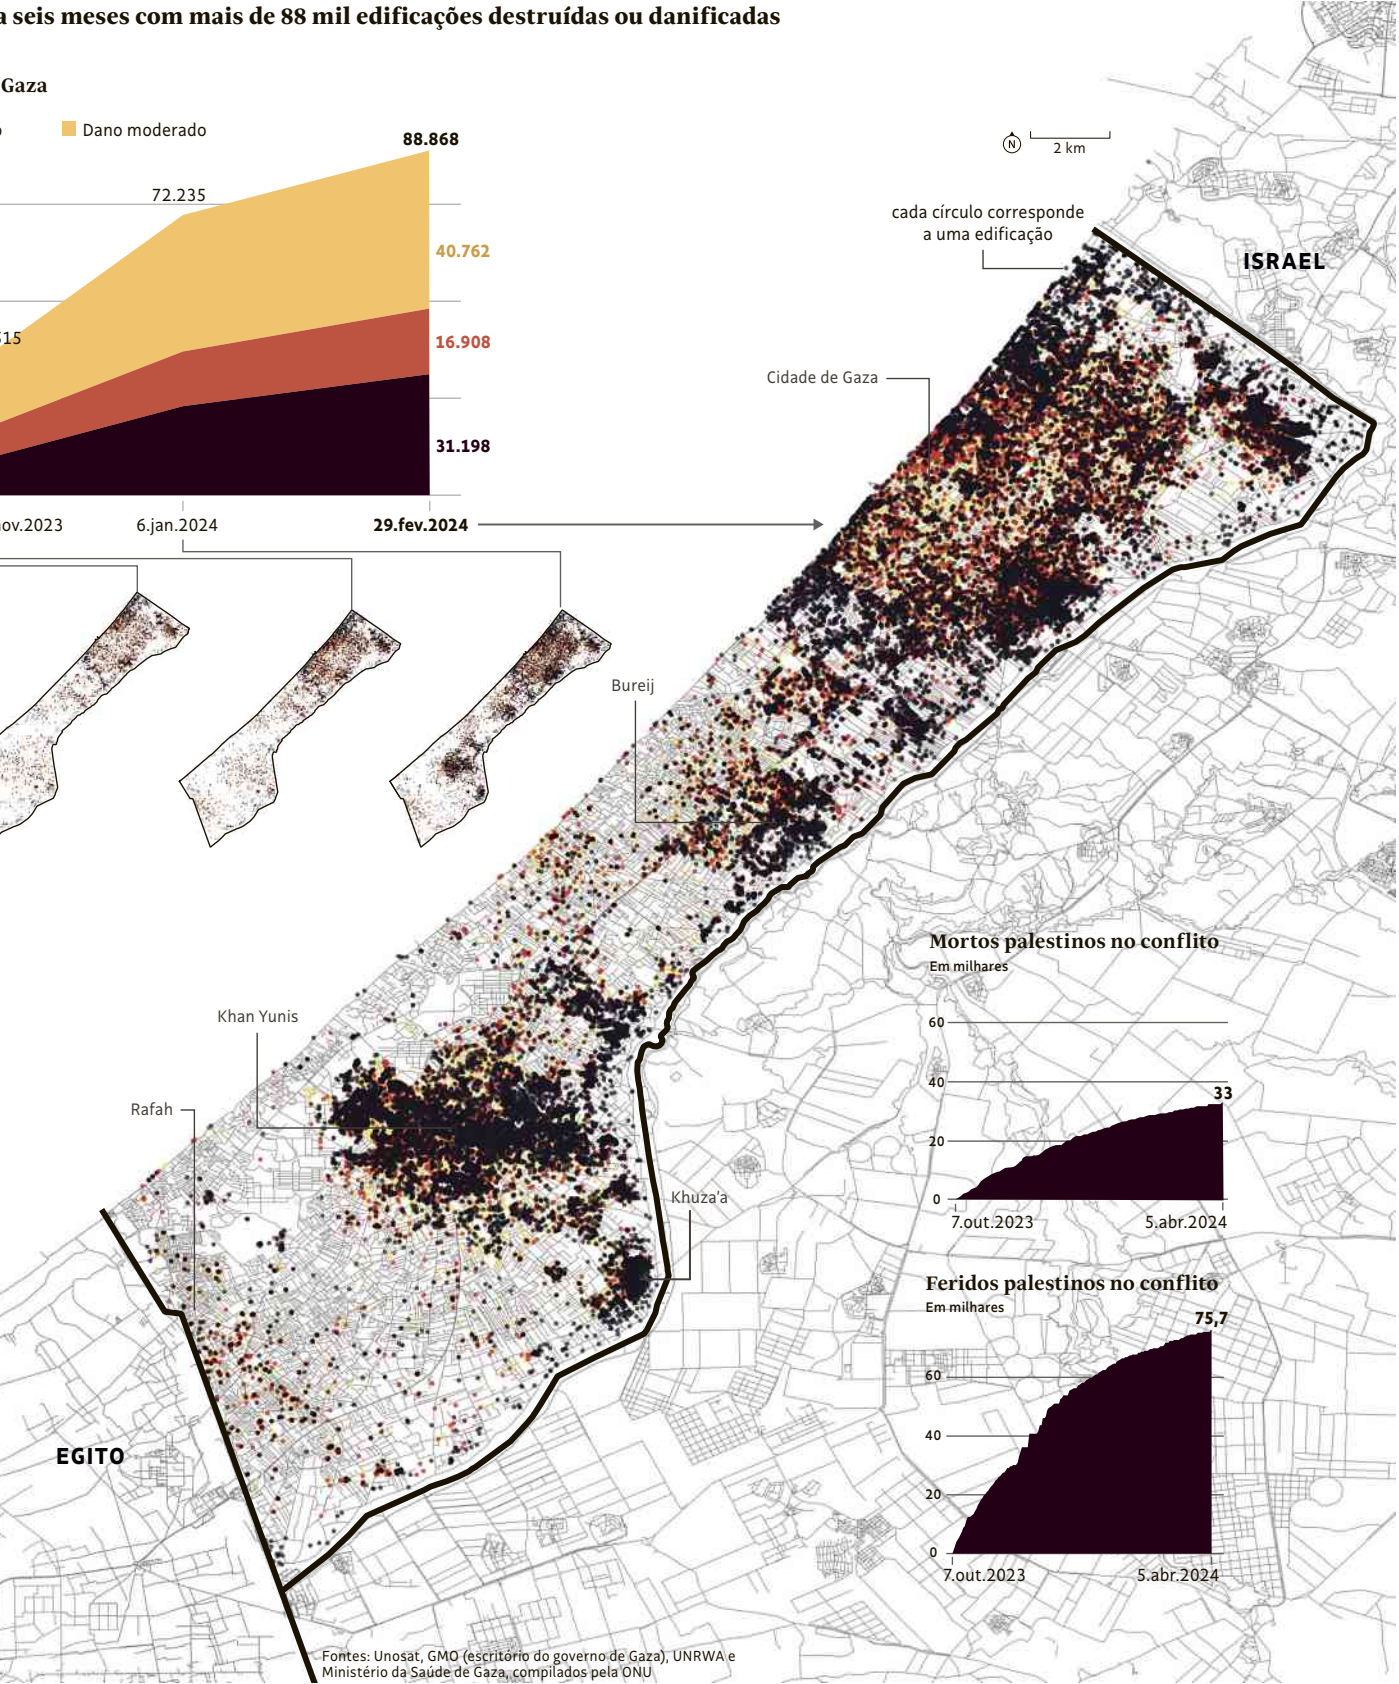 a seis meses com mais de 88 mil edificações destruídas ou danificadas
Gaza
o
Dano moderado
88.868
72.235
40.762
515
16.908
31.198
nov.2023
6.jan.2024
29.fev.2024
N
2 km
cada círculo corresponde
a uma edificação
ISRAEL
Cidade de Gaza
Bureij
Khan Yunis
Rafah
Khuza'a
EGITO
Mortos palestinos no conflito
Em milhares
60
40
33
20
0
7.out.2023
5.abr.2024
Feridos palestinos no conflito
Em milhares
75,7
60
40
20
0
7.out.2023
5.abr.2024
Fontes: Unosat, GMO (escritório do governo de Gaza), UNRWA e
Ministério da Saúde de Gaza, compilados pela ONU